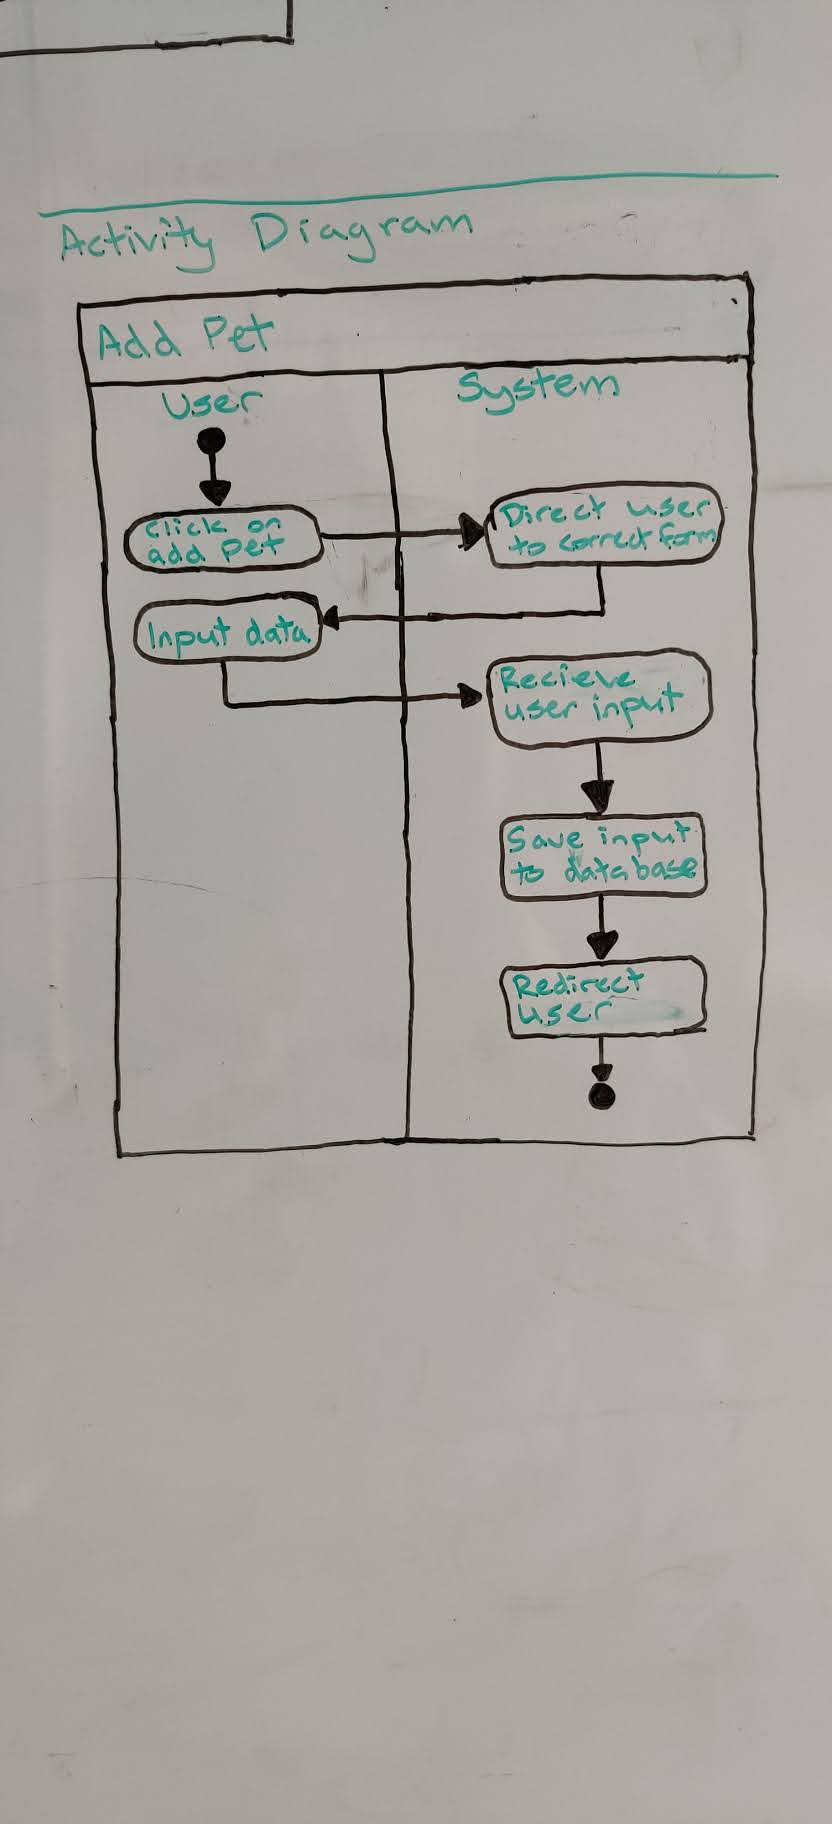 Activity Diagram
Add Pet
User
System
Click on
add pet
Direct user
to correct form
Input data
Recieve
user input
Save input
to database
Redirect
user